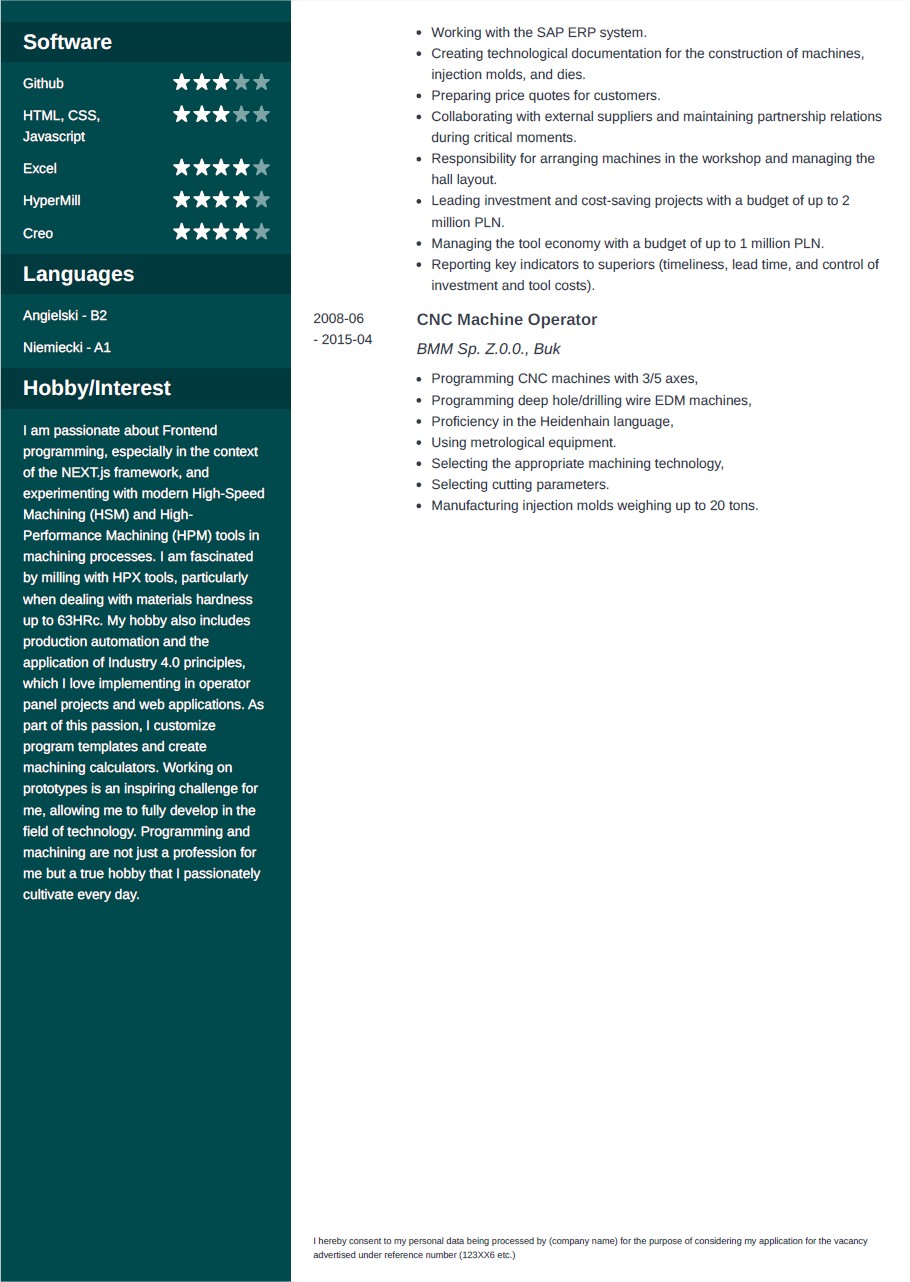 Software
Github
HTML, CSS,
Javascript
Excel
HyperMill
Creo
Languages
Angielski - B2
Niemiecki - A1
Hobby/Interest
I am passionate about Frontend
programming, especially in the context
of the NEXT.js framework, and
experimenting with modern High-Speed
Machining (HSM) and High-
Performance Machining (HPM) tools in
machining processes. I am fascinated
by milling with HPX tools, particularly
when dealing with materials hardness
up to 63HRc. My hobby also includes
production automation and the
application of Industry 4.0 principles,
which I love implementing in operator
panel projects and web applications. As
part of this passion, I customize
program templates and create
machining calculators. Working on
prototypes is an inspiring challenge for
me, allowing me to fully develop in the
field of technology. Programming and
machining are not just a profession for
me but a true hobby that I passionately
cultivate every day.
• Working with the SAP ERP system.
• Creating technological documentation for the construction of machines,
injection molds, and dies.
• Preparing price quotes for customers.
• Collaborating with external suppliers and maintaining partnership relations
during critical moments.
• Responsibility for arranging machines in the workshop and managing the
hall layout.
• Leading investment and cost-saving projects with a budget of up to 2
million PLN.
• Managing the tool economy with a budget of up to 1 million PLN.
• Reporting key indicators to superiors (timeliness, lead time, and control of
investment and tool costs).
2008-06
- 2015-04
CNC Machine Operator
BMM Sp. Z.0.0., Buk
• Programming CNC machines with 3/5 axes,
• Programming deep hole/drilling wire EDM machines,
• Proficiency in the Heidenhain language,
• Using metrological equipment.
• Selecting the appropriate machining technology,
• Selecting cutting parameters.
• Manufacturing injection molds weighing up to 20 tons.
I hereby consent to my personal data being processed by (company name) for the purpose of considering my application for the vacancy
advertised under reference number (123XX6 etc.)